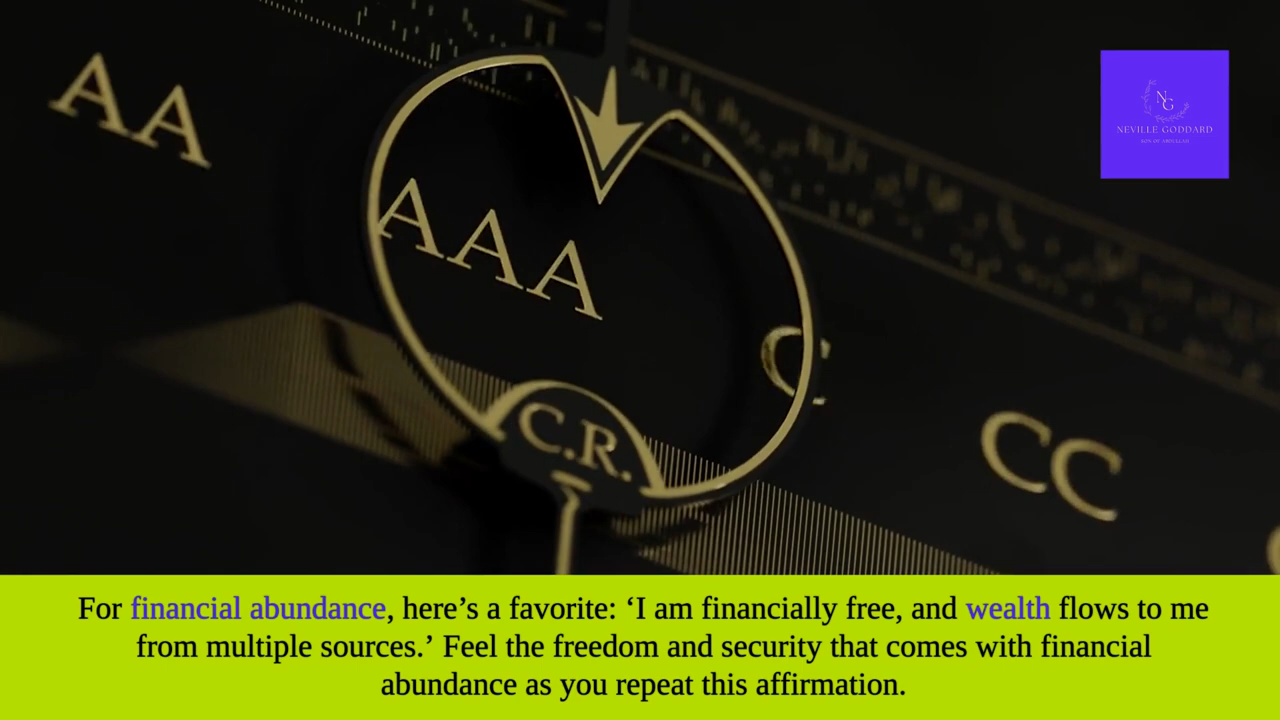 AA
AAA
C
CC
C.R.
NG
NEVILLE GODDARD
For financial abundance, here’s a favorite: ‘I am financially free, and wealth flows to me
from multiple sources.’ Feel the freedom and security that comes with financial
abundance as you repeat this affirmation.